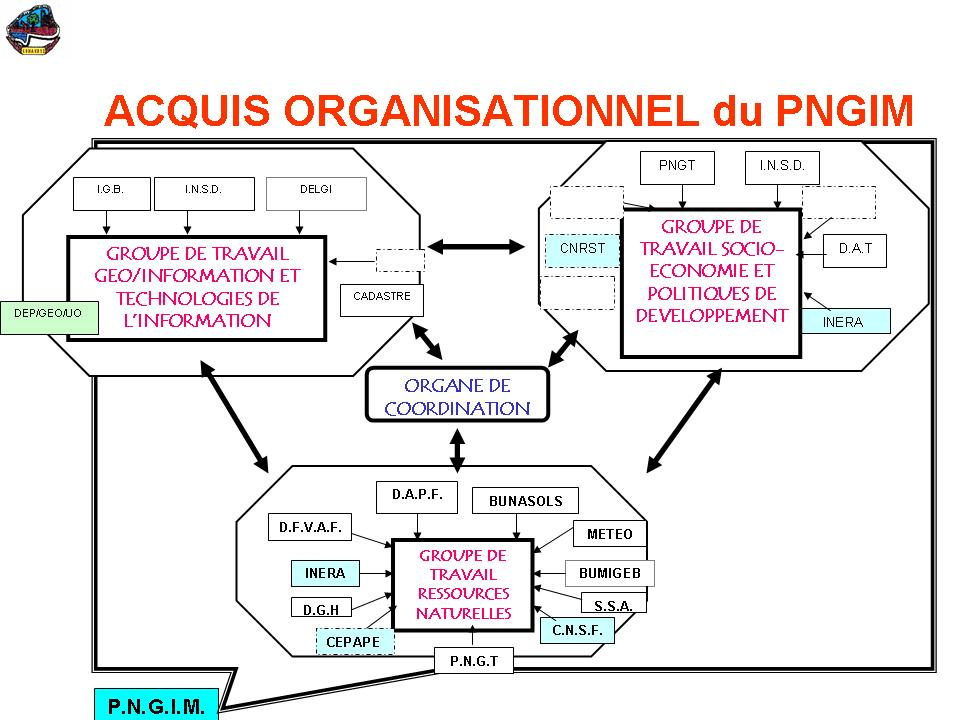 ACQUIS ORGANISATIONNEL du PNGIM
I.G.B.
I.N.S.D.
DELGI
GROUPE DE TRAVAIL
GEO/INFORMATION ET
TECHNOLOGIES DE
L'INFORMATION
DEP/GEO/UO
CADASTRE
PNGT
I.N.S.D.
CNRST
GROUPE DE
TRAVAIL SOCIO-
ECONOMIE ET
POLITIQUES DE
DEVELOPPEMENT
D.A.T
INERA
ORGANE DE
COORDINATION
D.A.P.F.
BUNASOLS
D.F.V.A.F.
METEO
INERA
GROUPE DE
TRAVAIL
RESSOURCES
NATURELLES
BUMIGEB
D.G.H
S.S.A.
CEPAPE
C.N.S.F.
P.N.G.T
P.N.G.I.M.